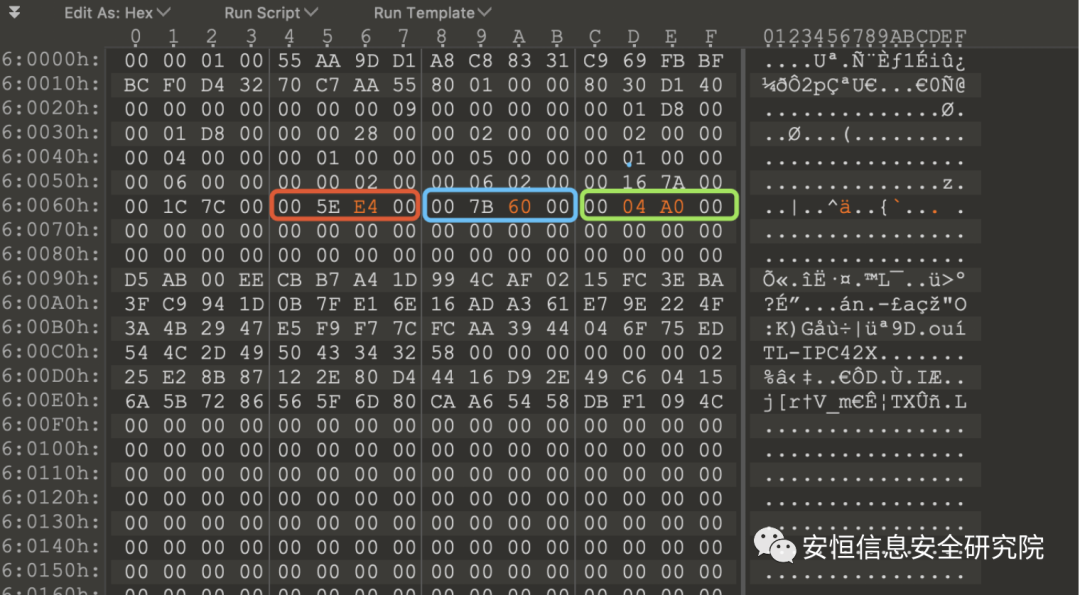 Edit As: Hex Run Script Run Template
0 1 2 3 4 5 6 7 8 9 A B C D E F 0123456789ABCDEF
6:0000h: 00 00 01 00 55 AA 9D D1 A8 C8 83 31 C9 69 FB BF ....Uª.Ñ¨Èƒ1Éiû¿
6:0010h: BC F0 D4 32 70 C7 AA 55 80 01 00 00 80 30 D1 40 ¼ðÔ2pÇªU€...€0Ñ@
6:0020h: 00 00 00 00 00 00 00 09 00 00 00 00 00 01 D8 00 ..............Ø.
6:0030h: 00 01 D8 00 00 00 28 00 00 02 00 00 00 02 00 00 ..Ø...(.........
6:0040h: 00 04 00 00 00 01 00 00 00 05 00 00 00 01 00 00 ................
6:0050h: 00 06 00 00 00 00 02 00 00 06 02 00 00 16 7A 00 ..............z.
6:0060h: 00 1C 7C 00 00 5E E4 00 00 7B 60 00 00 04 A0 00 ..|..^ä..{`... .
6:0070h: 00 00 00 00 00 00 00 00 00 00 00 00 00 00 00 00 ................
6:0080h: 00 00 00 00 00 00 00 00 00 00 00 00 00 00 00 00 ................
6:0090h: D5 AB 00 EE CB B7 A4 1D 99 4C AF 02 15 FC 3E BA Õ«.îË·¤.™L¯..ü>º
6:00A0h: 3F C9 94 1D 0B 7F E1 6E 16 AD A3 61 E7 9E 22 4F ?É”...án.-£açž"O
6:00B0h: 3A 4B 29 47 E5 F9 F7 7C FC AA 39 44 04 6F 75 ED :K)Gåù÷|üª9D.ouí
6:00C0h: 54 4C 2D 49 50 43 34 32 58 00 00 00 00 00 00 02 TL-IPC42X.......
6:00D0h: 25 E2 8B 87 12 2E 80 D4 44 16 D9 2E 49 C6 04 15 %â‹‡..€ÔD.Ù.IÆ..
6:00E0h: 6A 5B 72 86 56 5F 6D 80 CA A6 54 58 DB F1 09 4C j[r†V_m€Ê¦TXÛñ.L
6:00F0h: 00 00 00 00 00 00 00 00 00 00 00 00 00 00 00 00 ................
6:0100h: 00 00 00 00 00 00 00 00 00 00 00 00 00 00 00 00 ................
6:0110h: 00 00 00 00 00 00 00 00 00 00 00 00 00 00 00 00 ................
6:0120h: 00 00 00 00 00 00 00 00 00 00 00 00 00 00 00 00 ................
6:0130h: 00 00 00 00 00 00 00 00 00 00 00 00 00 00 00 00 ................
6:0140h: 00 00 00 00 00 00 00 00 00 00 00 00 00 00 00 00
安恒信息安全研究院
6:0150h: 00 00 00 00 00 00 00 00 00 00 00 00 00 00 00 00 ................